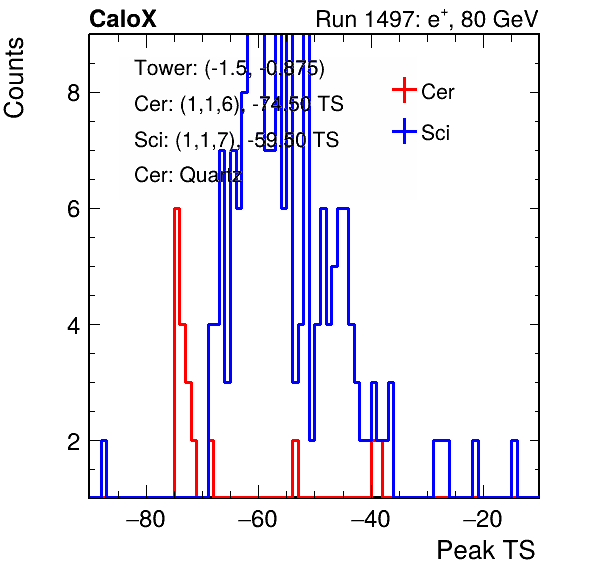 CaloX
Run 1497: e+, 80 GeV
Counts
Tower: (-1.5, -0.875)
Cer: (1,1,6), -74.50 TS
Sci: (1,1,7), -59.50 TS
Cer: Quartz
Cer
Sci
8
6
4
2
−80
−60
−40
−20
Peak TS